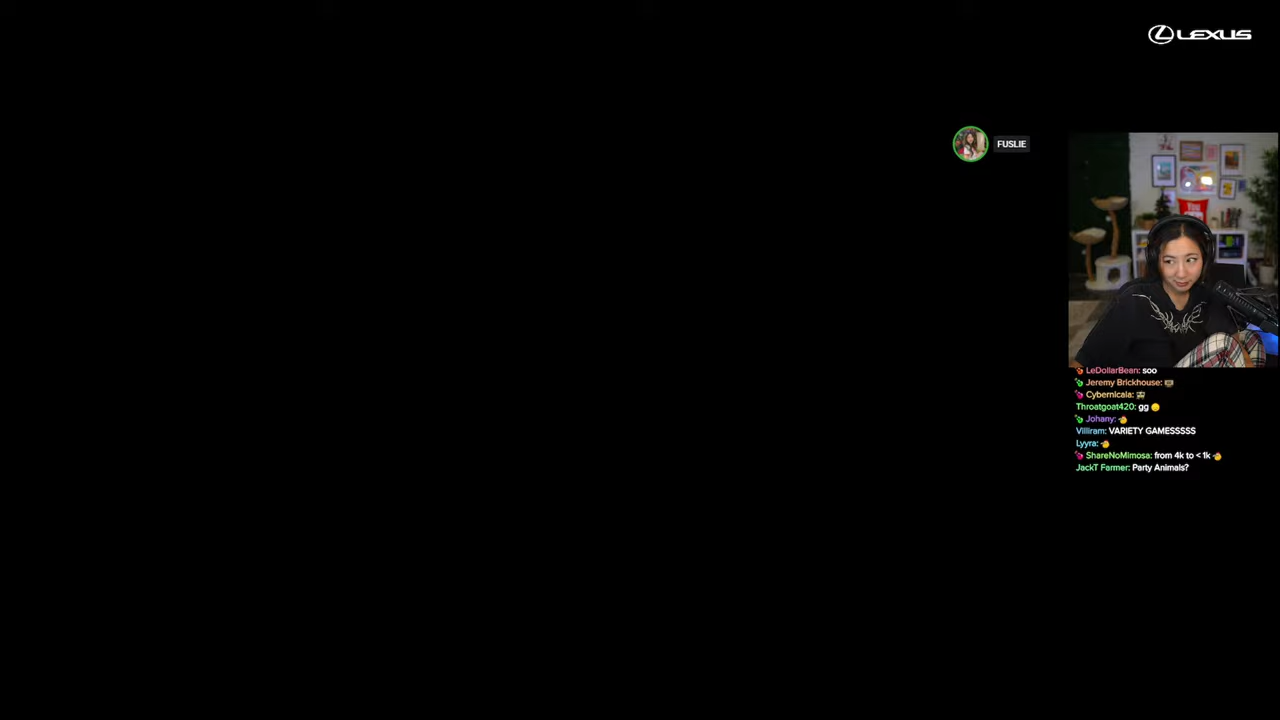 LEXUS
FUSLIE
LeDollarBean: soo
Jeremy Brickhouse:
Cybernicala:
Throatgoat420: gg
Johany:
Villiram: VARIETY GAMESSSSS
Lyyra:
ShareNoMimosa: from 4k to < 1k
JackT Farmer: Party Animals?